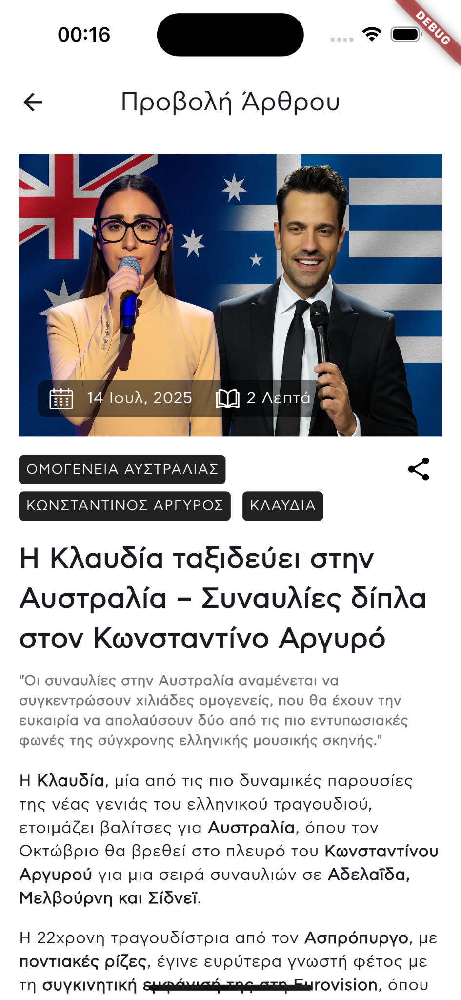 00:16
DEBUG
Προβολή Άρθρου
14 Ιουλ, 2025 2 Λεπτά
ΟΜΟΓΕΝΕΙΑ ΑΥΣΤΡΑΛΙΑΣ
ΚΩΝΣΤΑΝΤΙΝΟΣ ΑΡΓΥΡΟΣ ΚΛΑΥΔΙΑ
Η Κλαυδία ταξιδεύει στην
Αυστραλία – Συναυλίες δίπλα
στον Κωνσταντίνο Αργυρό
"Οι συναυλίες στην Αυστραλία αναμένεται να
συγκεντρώσουν χιλιάδες ομογενείς, που θα έχουν την
ευκαιρία να απολαύσουν δύο από τις πιο εντυπωσιακές
φωνές της σύγχρονης ελληνικής μουσικής σκηνής."
Η Κλαυδία, μία από τις πιο δυναμικές παρουσίες
της νέας γενιάς του ελληνικού τραγουδιού,
ετοιμάζει βαλίτσες για Αυστραλία, όπου τον
Οκτώβριο θα βρεθεί στο πλευρό του Κωνσταντίνου
Αργυρού για μια σειρά συναυλιών σε Αδελαΐδα,
Μελβούρνη και Σίδνεϊ.
Η 22χρονη τραγουδίστρια από τον Ασπρόπυργο, με
ποντιακές ρίζες, έγινε ευρύτερα γνωστή φέτος με
τη συγκινητική εμφάνισή της στη Eurovision, όπου